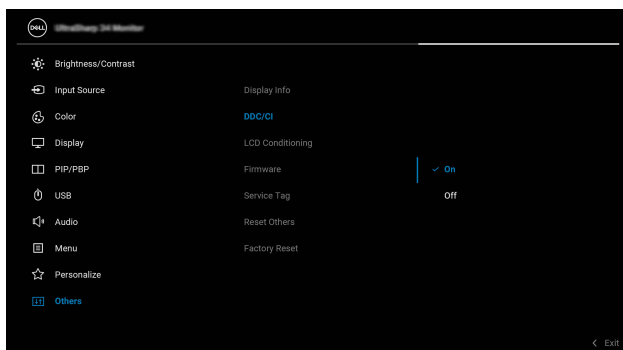 DELL
UltraSharp 34 Monitor
Brightness/Contrast
Input Source
Display Info
Color
DDC/CI
Display
LCD Conditioning
PIP/PBP
Firmware
On
USB
Service Tag
Off
Audio
Reset Others
Menu
Factory Reset
Personalize
Others
Exit